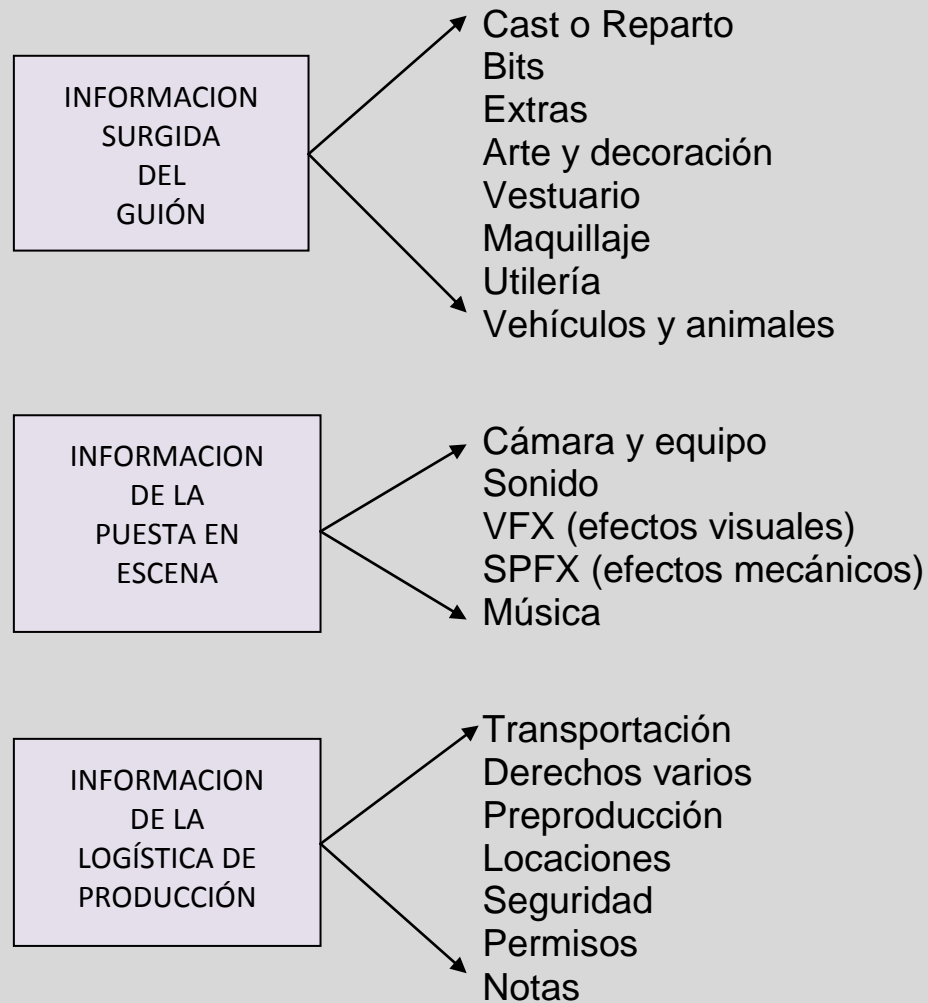 INFORMACION
SURGIDA
DEL
GUIÓN
Cast o Reparto
Bits
Extras
Arte y decoración
Vestuario
Maquillaje
Utilería
Vehículos y animales
INFORMACION
DE LA
PUESTA EN
ESCENA
Cámara y equipo
Sonido
VFX (efectos visuales)
SPFX (efectos mecánicos)
Música
INFORMACION
DE LA
LOGÍSTICA DE
PRODUCCIÓN
Transportación
Derechos varios
Preproducción
Locaciones
Seguridad
Permisos
Notas